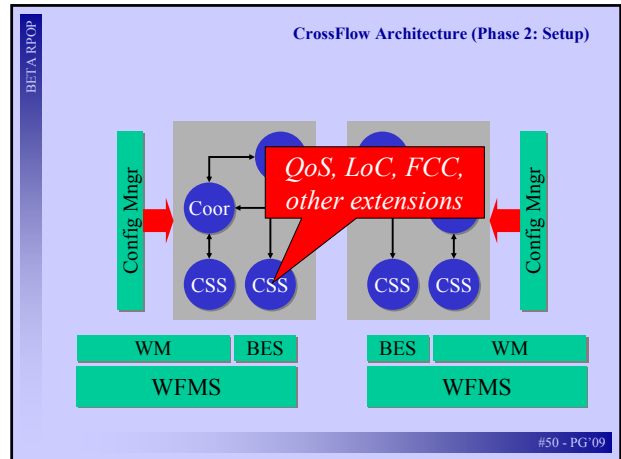 BETA RPOP
CrossFlow Architecture (Phase 2: Setup)
Config Mngr
QoS, LoC, FCC,
other extensions
Coor
CSS
CSS
CSS
CSS
Config Mngr
WM
BES
BES
WM
WFMS
WFMS
#50 - PG'09